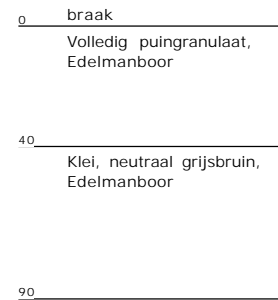 braak
0
Volledig puingranulaat,
Edelmanboor
40
Klei, neutraal grijsbruin,
Edelmanboor
90